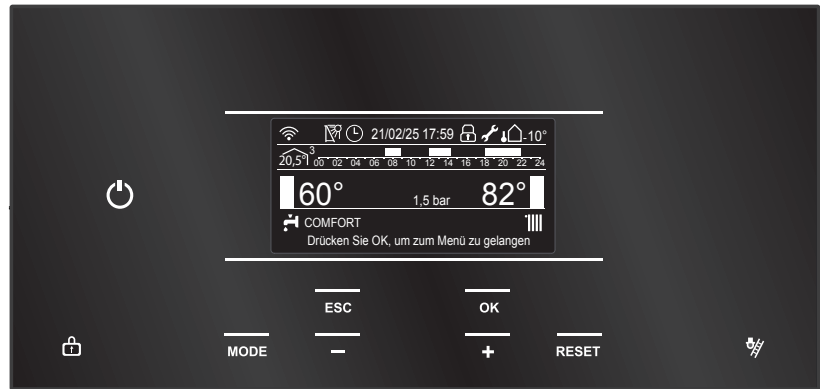 21/02/25 17:59 -10°
20,5° 3 00 02 04 06 08 10 12 14 16 18 20 22 24
60° 1,5 bar 82°
COMFORT
Drücken Sie OK, um zum Menü zu gelangen
ESC OK
MODE − + RESET